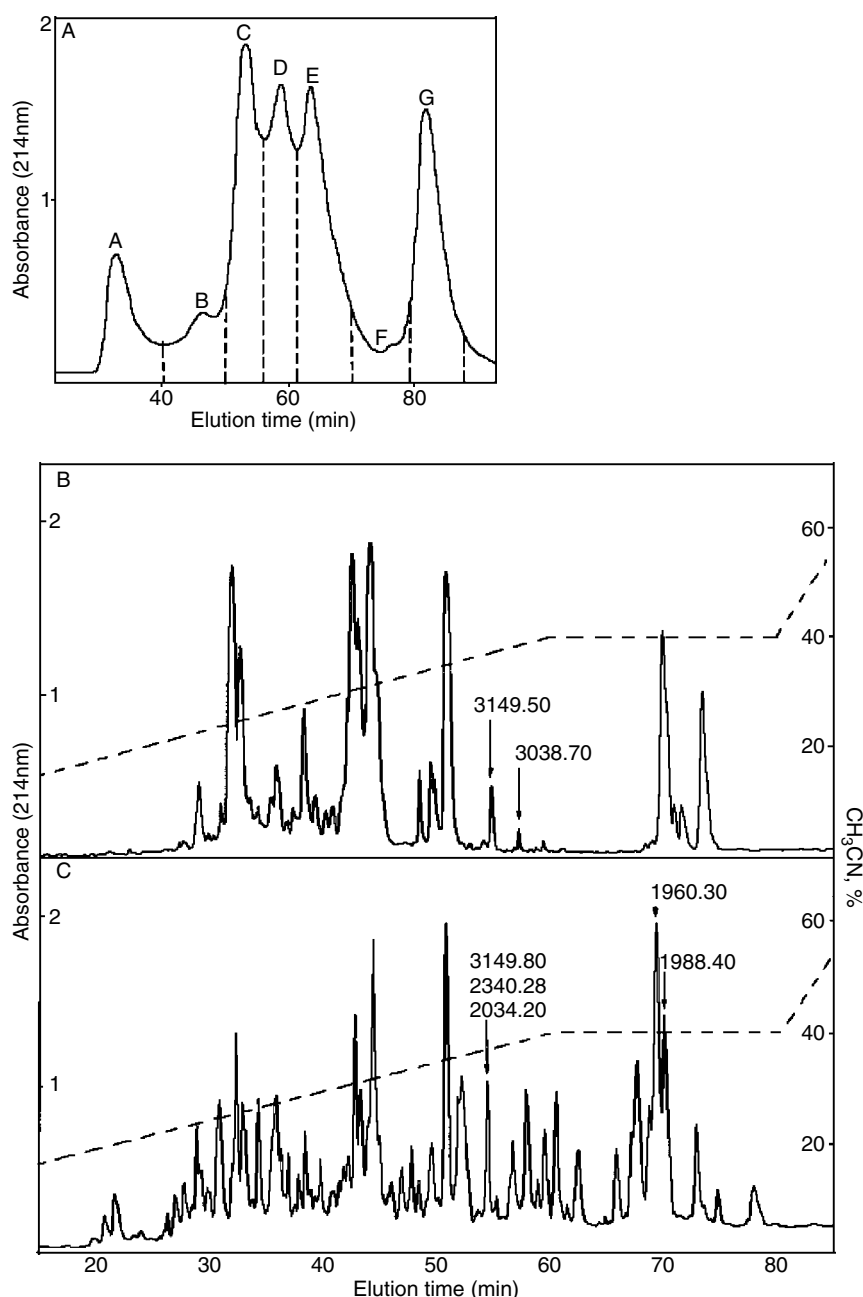 A
2
1
Absorbance (214nm)
A
B
C
D
E
F
G
40 60 80
Elution time (min)
B
2
1
60
40
20
3149.50
3038.70
Absorbance (214nm)
CH₃CN, %
C
2
1
60
40
20
3149.80
2340.28
2034.20
1960.30
1988.40
20 30 40 50 60 70 80
Elution time (min)